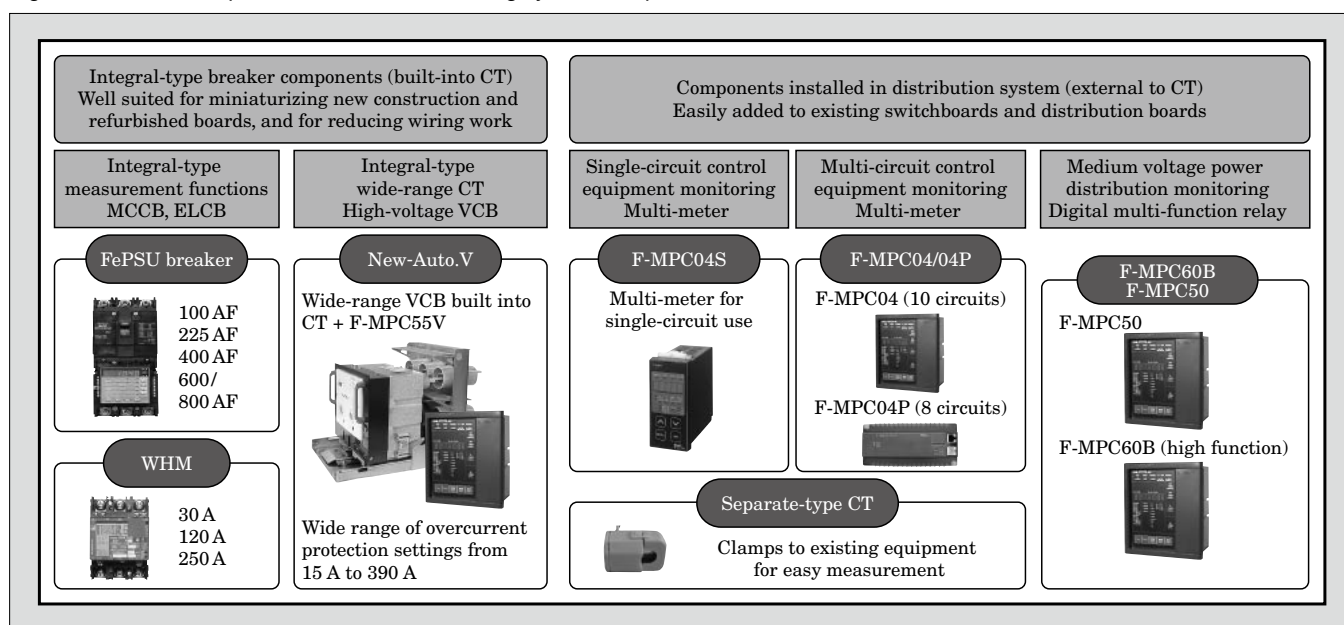 Integral-type breaker components (built-into CT)
Well suited for miniaturizing new construction and
refurbished boards, and for reducing wiring work
Components installed in distribution system (external to CT)
Easily added to existing switchboards and distribution boards
Integral-type
measurement functions
MCCB, ELCB
Integral-type
wide-range CT
High-voltage VCB
Single-circuit control
equipment monitoring
Multi-meter
Multi-circuit control
equipment monitoring
Multi-meter
Medium voltage power
distribution monitoring
Digital multi-function relay
FePSU breaker
100 AF
225 AF
400 AF
600/
800 AF
WHM
30 A
120 A
250 A
New-Auto.V
Wide-range VCB built into
CT + F-MPC55V
Wide range of overcurrent
protection settings from
15 A to 390 A
F-MPC04S
Multi-meter for
single-circuit use
F-MPC04/04P
F-MPC04 (10 circuits)
F-MPC04P (8 circuits)
Separate-type CT
Clamps to existing equipment
for easy measurement
F-MPC60B
F-MPC50
F-MPC50
F-MPC60B (high function)